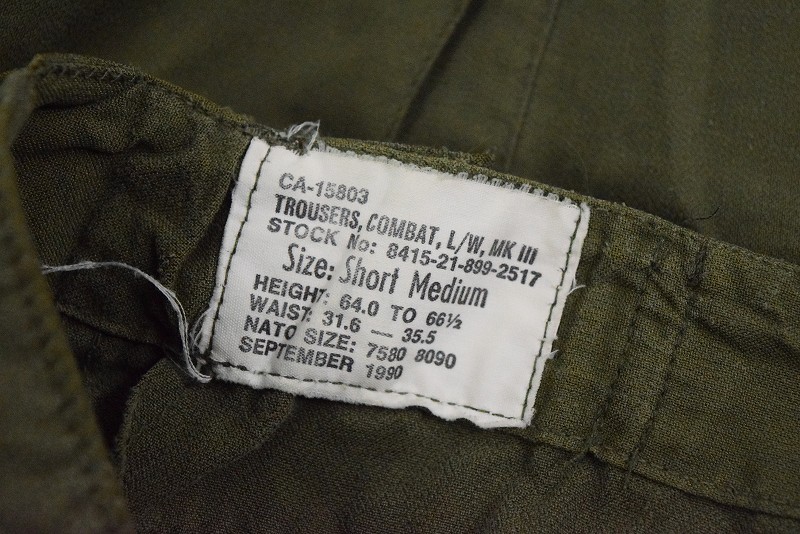 CA-15803
TROUSERS, COMBAT, L/W, MK III
STOCK No: 8415-21-899-2517
Size: Short Medium
HEIGHT: 64.0 TO 66½
WAIST: 31.6 — 35.5
NATO SIZE: 7580 8090
SEPTEMBER 1990